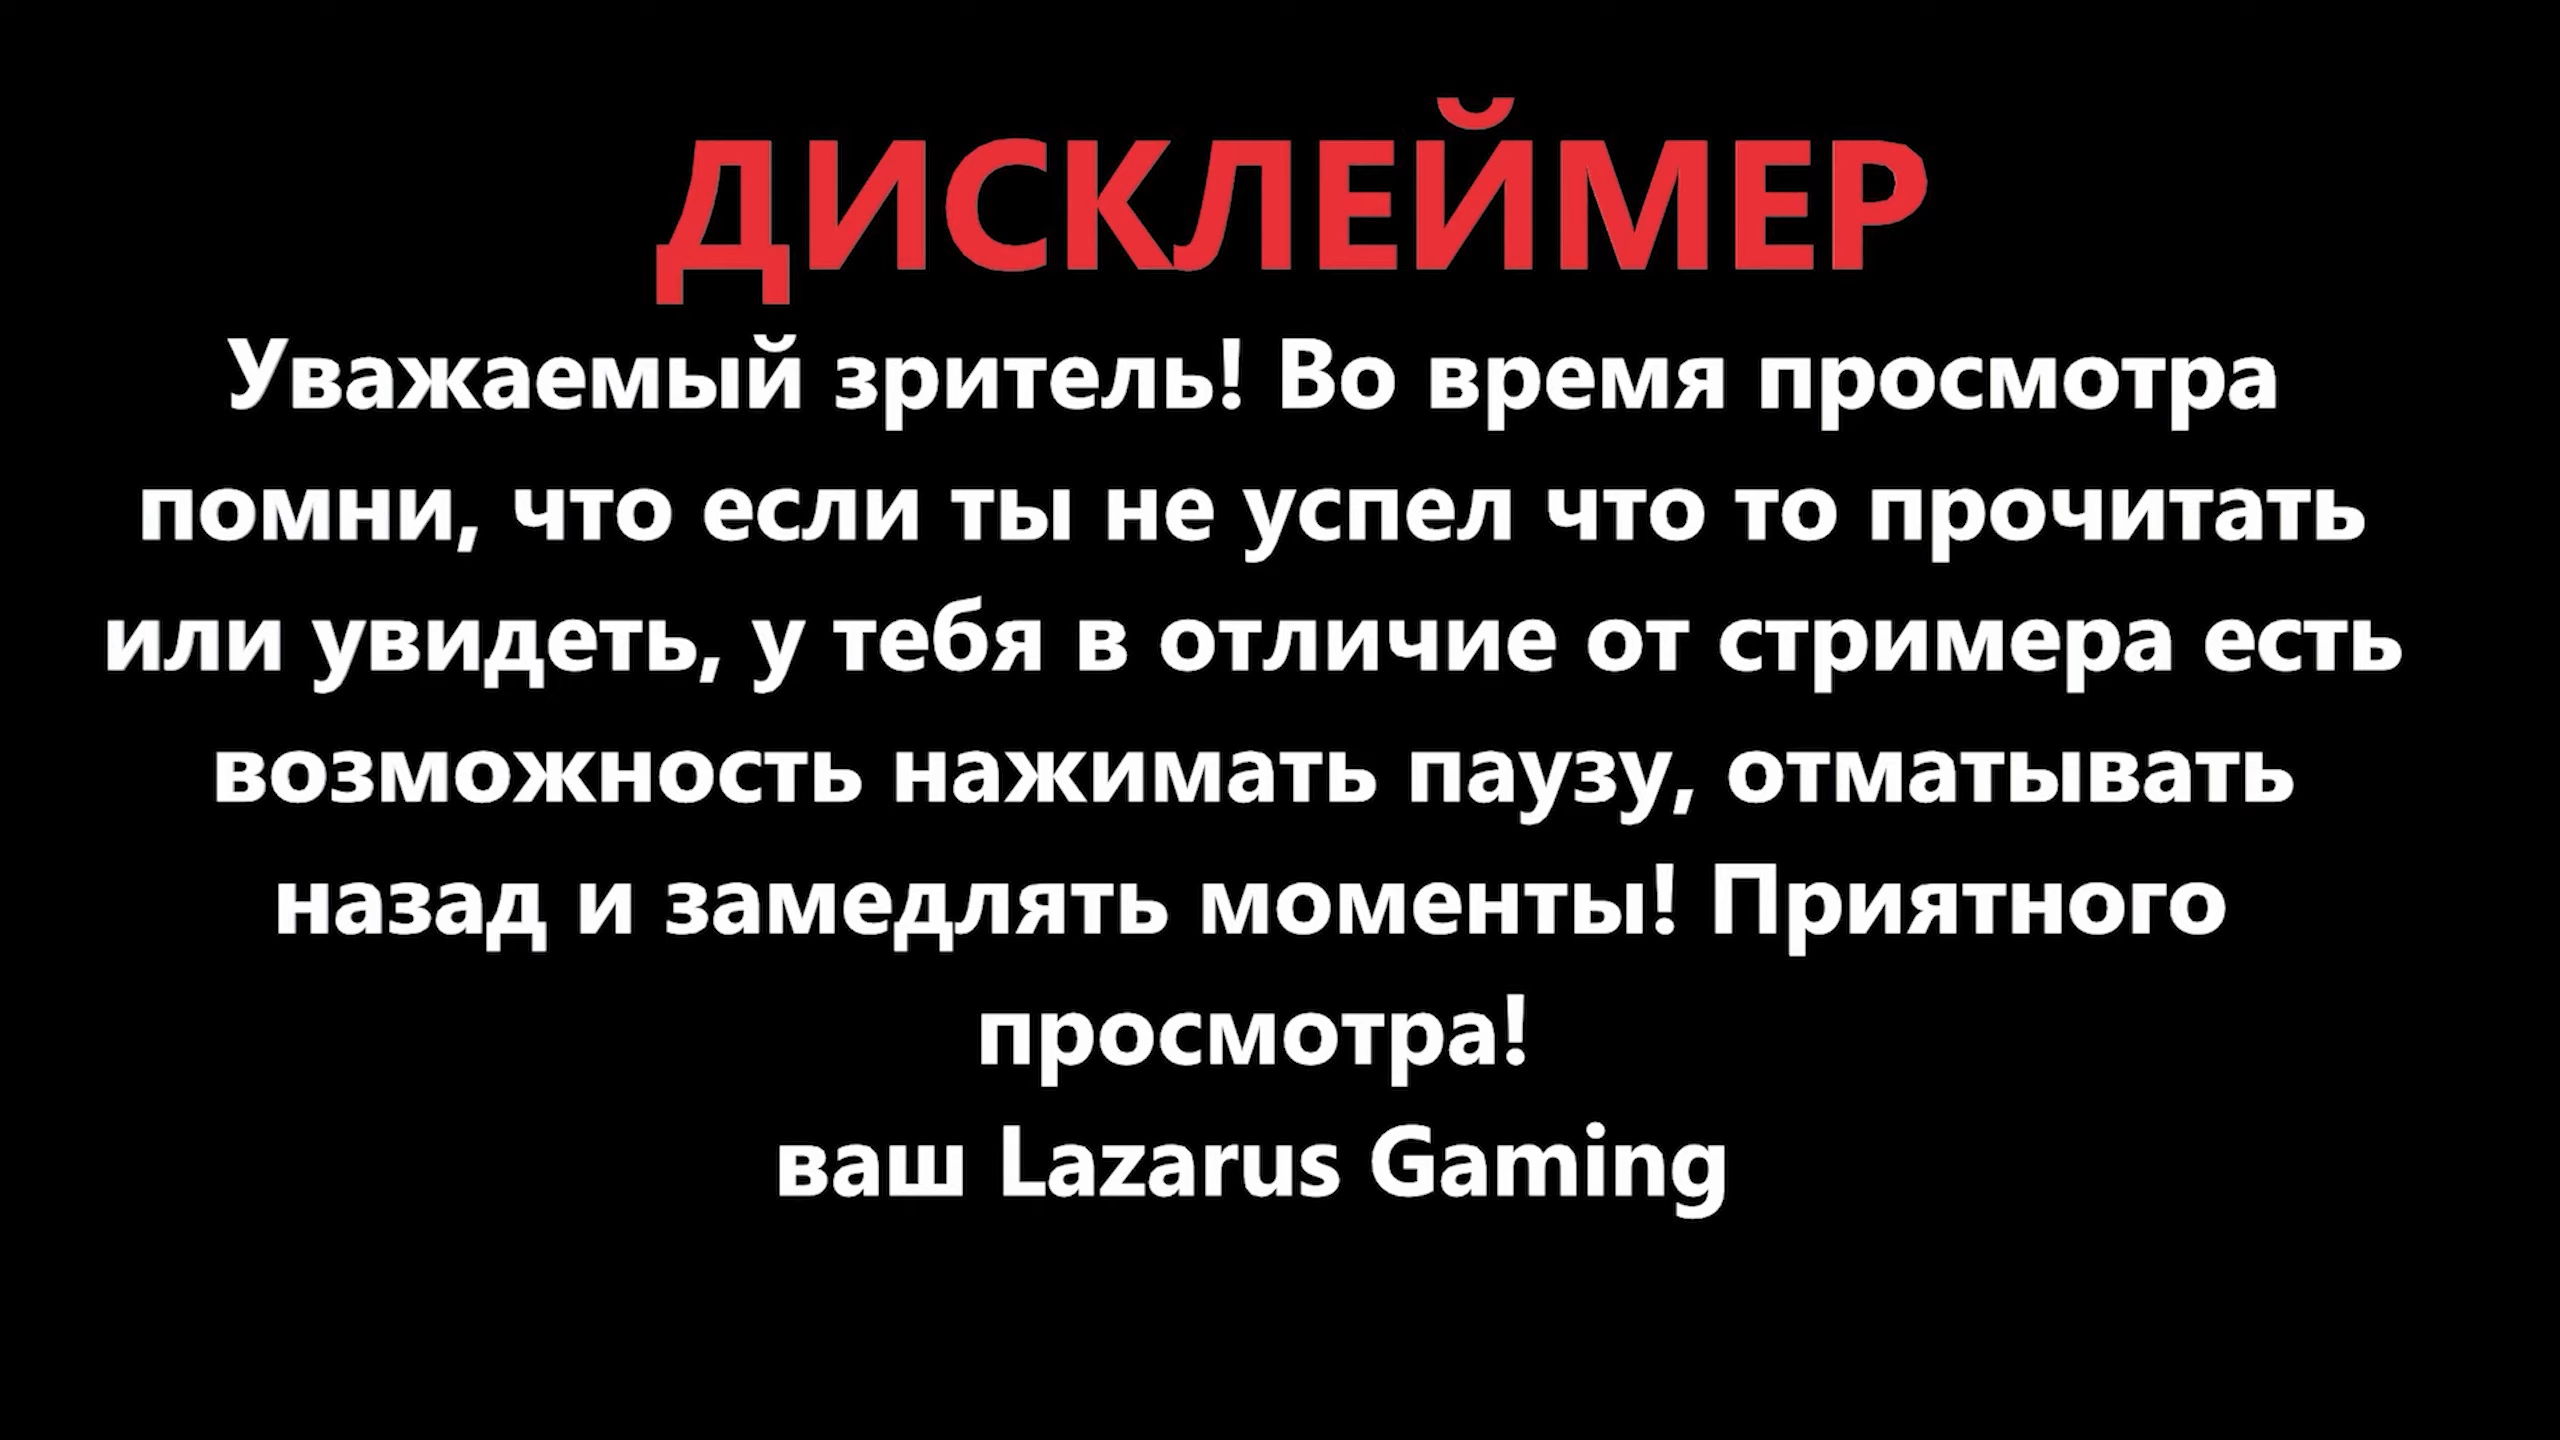 ДИСКЛЕЙМЕР
Уважаемый зритель! Во время просмотра
помни, что если ты не успел что то прочитать
или увидеть, у тебя в отличие от стримера есть
возможность нажимать паузу, отматывать
назад и замедлять моменты! Приятного
просмотра!
ваш Lazarus Gaming